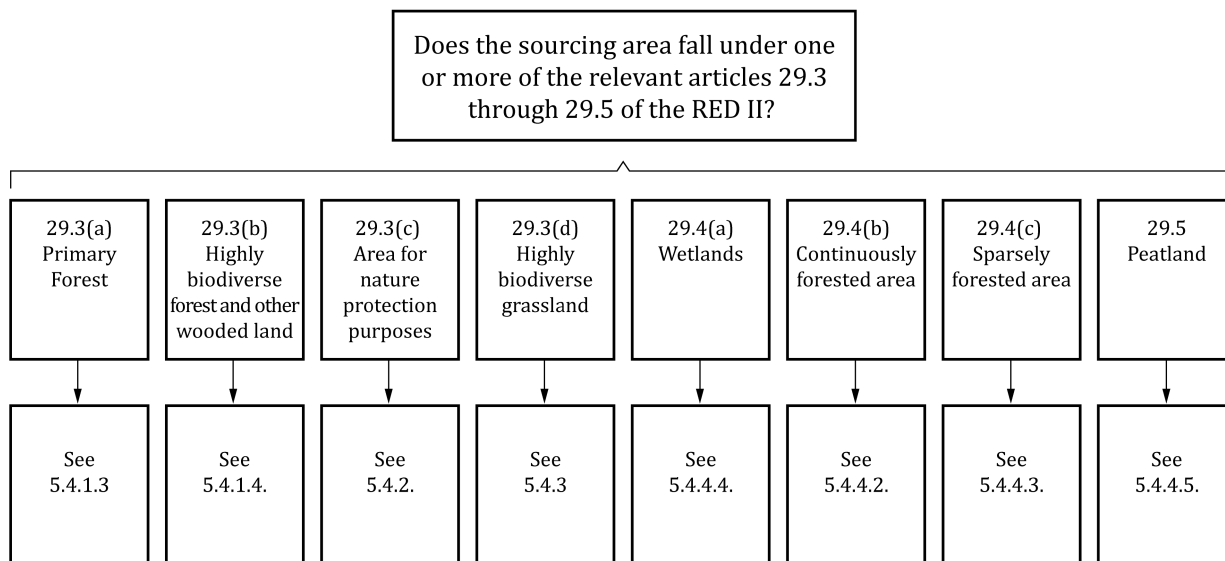 Does the sourcing area fall under one
or more of the relevant articles 29.3
through 29.5 of the RED II?
29.3(a)
Primary
Forest
29.3(b)
Highly
biodiverse
forest and other
wooded land
29.3(c)
Area for
nature
protection
purposes
29.3(d)
Highly
biodiverse
grassland
29.4(a)
Wetlands
29.4(b)
Continuously
forested area
29.4(c)
Sparsely
forested area
29.5
Peatland
See
5.4.1.3
See
5.4.1.4.
See
5.4.2.
See
5.4.3
See
5.4.4.4.
See
5.4.4.2.
See
5.4.4.3.
See
5.4.4.5.